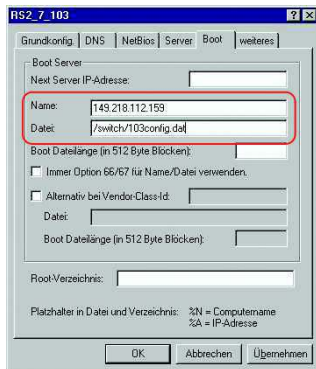 RS2_7_103
Grundkonfig. DNS NetBios Server Boot weiteres
Boot Server
Next Server IP-Adresse:
Name: 149.218.112.159
Datei: /switch/103config.dat
Boot Dateilänge (in 512 Byte Blöcken):
Immer Option 66/67 für Name/Datei verwenden.
Alternativ bei Vendor-Class-Id:
Datei:
Boot Dateilänge (in 512 Byte Blöcken):
Root-Verzeichnis:
Platzhalter in Datei und Verzeichnis: %N = Computername
%A = IP-Adresse
OK Abbrechen Übernehmen